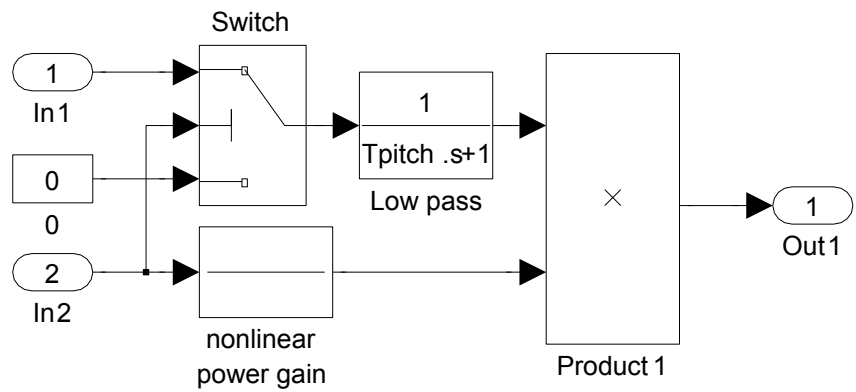 Switch
1
In1
0
0
2
In2
1
Tpitch .s+1
Low pass
nonlinear
power gain
×
Product 1
1
Out1